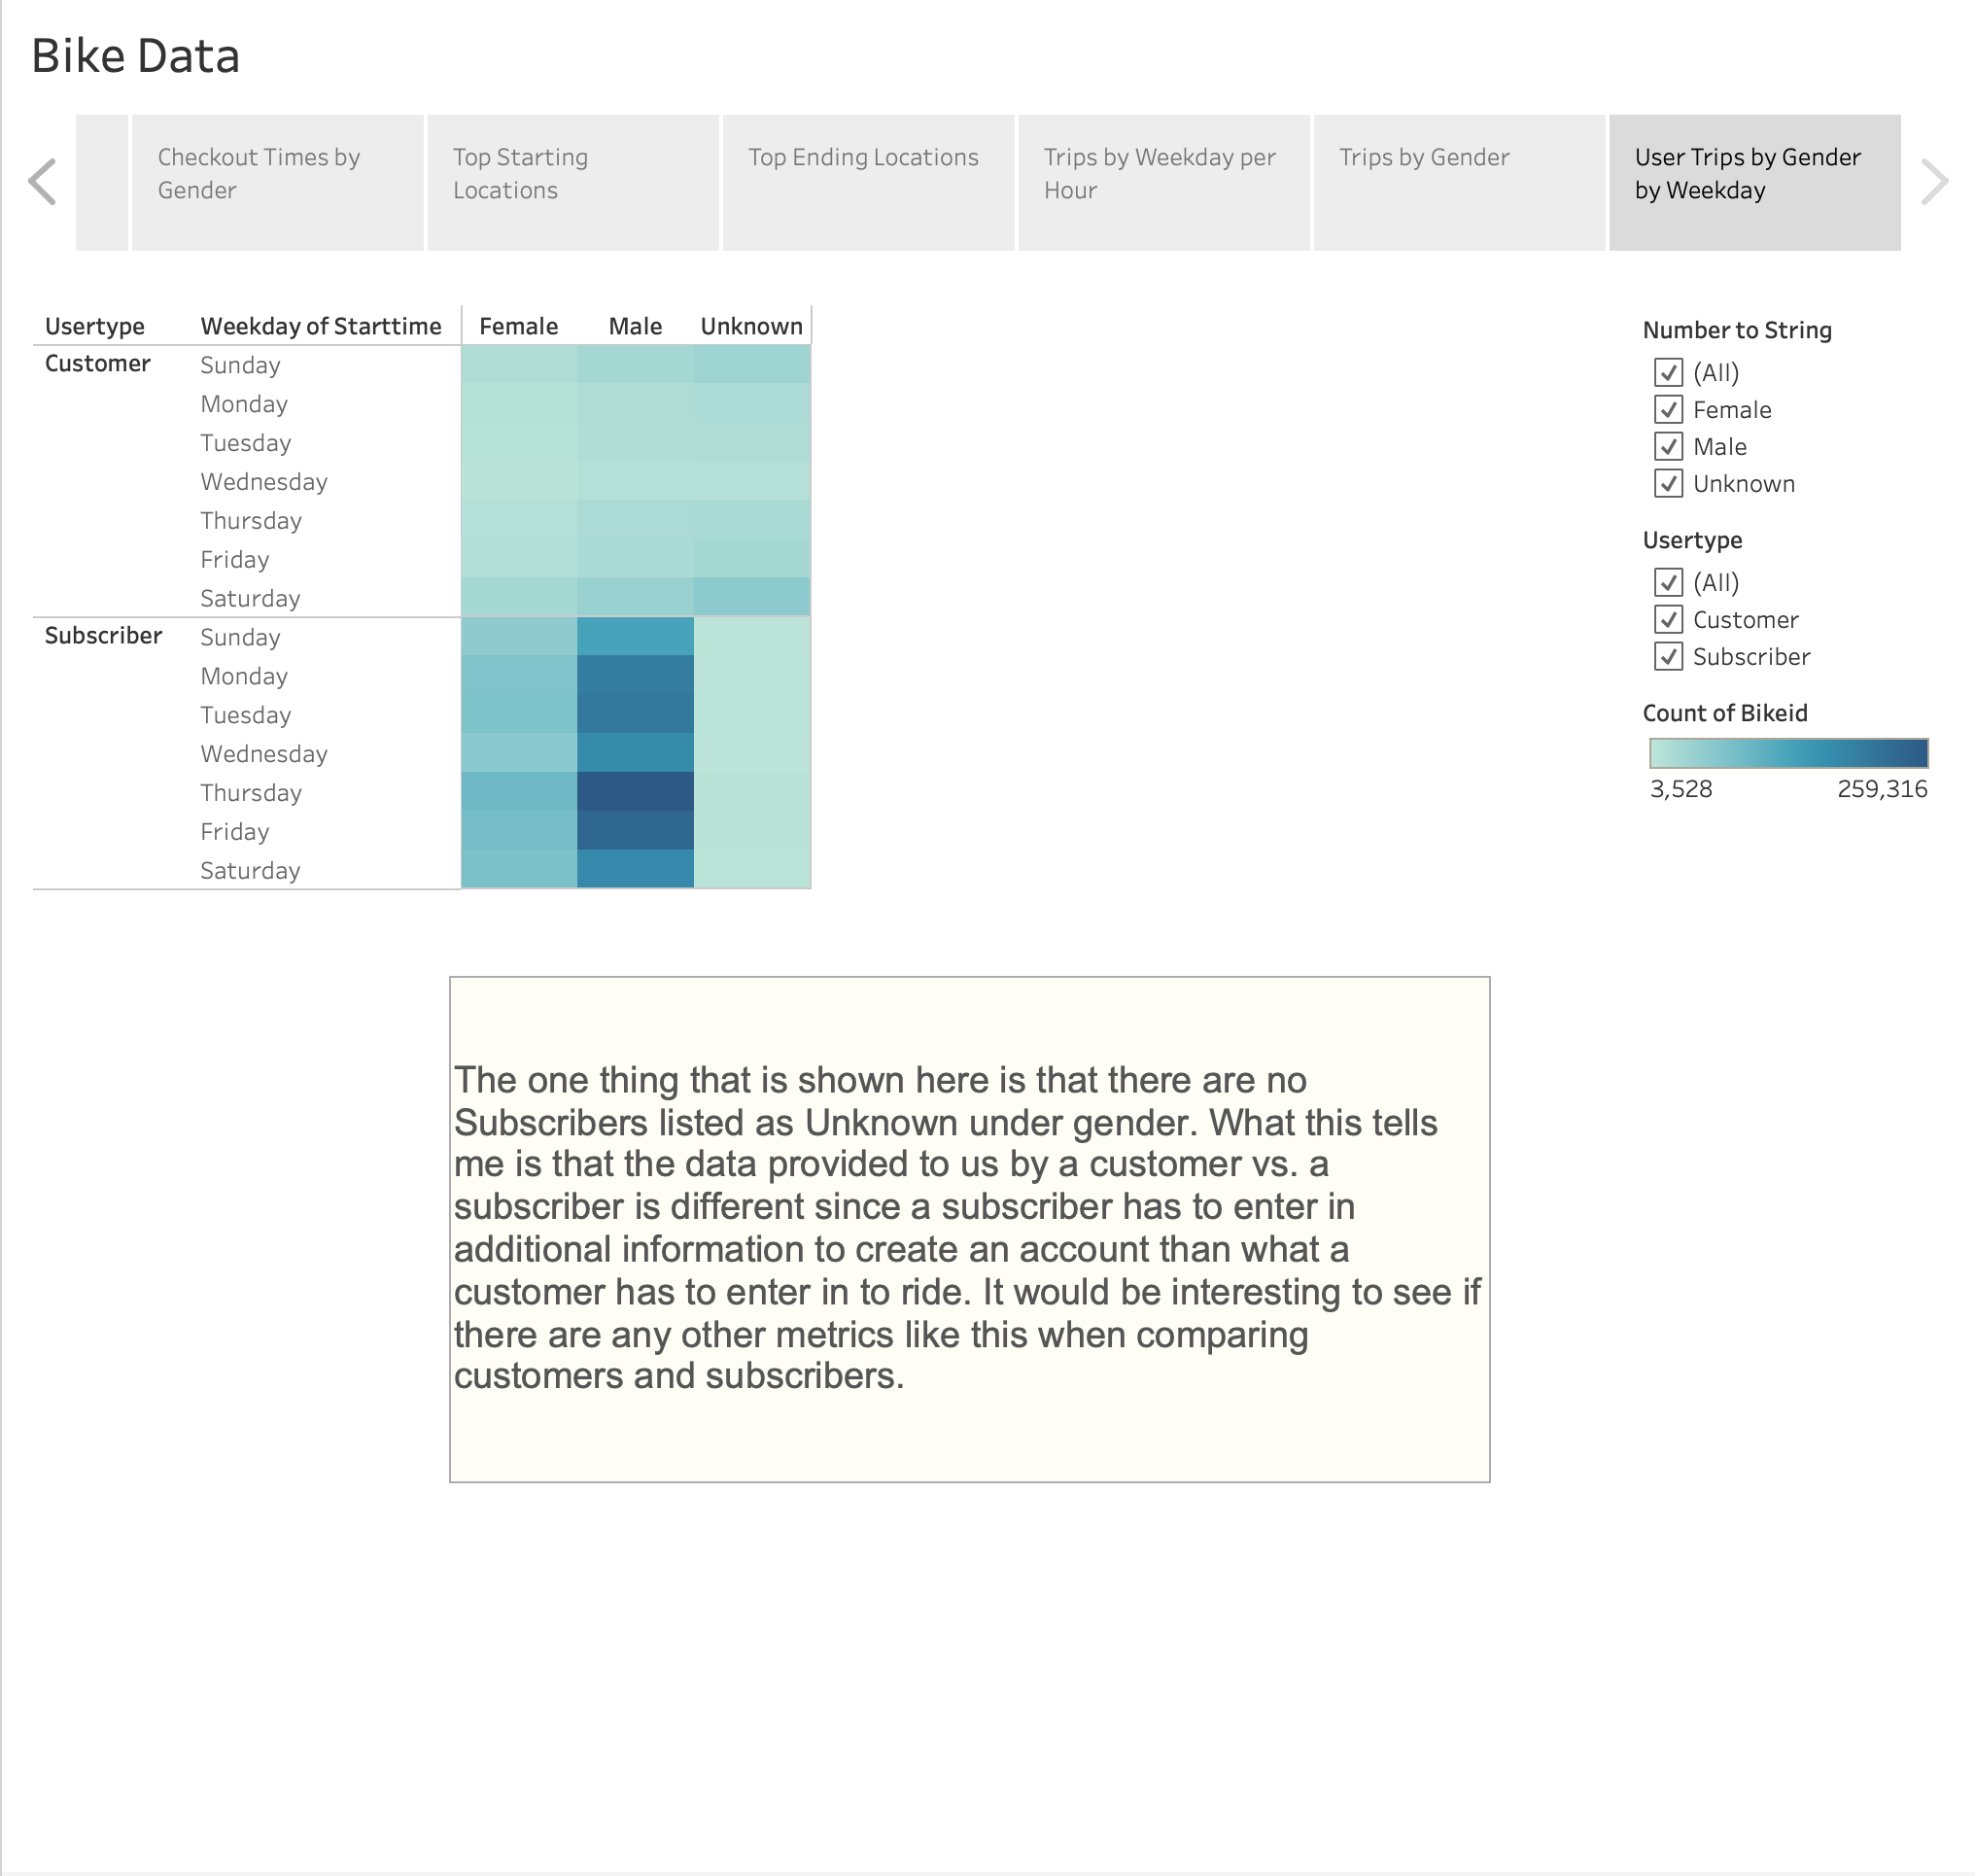 Bike Data
Checkout Times by
Gender
Top Starting
Locations
Top Ending Locations
Trips by Weekday per
Hour
Trips by Gender
User Trips by Gender
by Weekday
Usertype Weekday of Starttime Female Male Unknown
Customer Sunday
Monday
Tuesday
Wednesday
Thursday
Friday
Saturday
Subscriber Sunday
Monday
Tuesday
Wednesday
Thursday
Friday
Saturday
Number to String
(All)
Female
Male
Unknown
Usertype
(All)
Customer
Subscriber
Count of Bikeid
3,528 259,316
The one thing that is shown here is that there are no
Subscribers listed as Unknown under gender. What this tells
me is that the data provided to us by a customer vs. a
subscriber is different since a subscriber has to enter in
additional information to create an account than what a
customer has to enter in to ride. It would be interesting to see if
there are any other metrics like this when comparing
customers and subscribers.